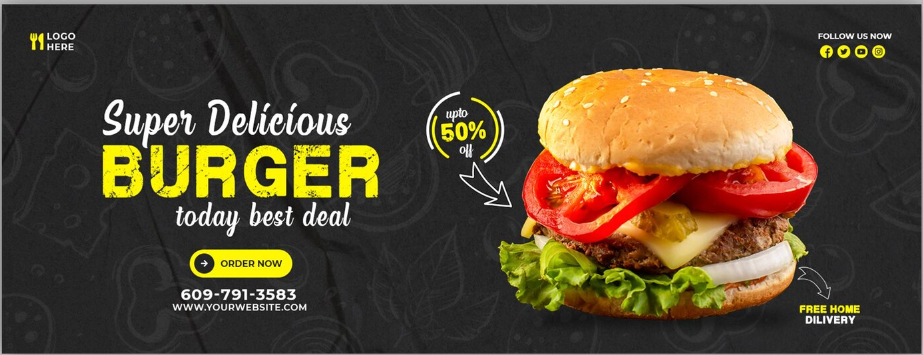 LOGO
HERE
FOLLOW US NOW
Super Delicious
BURGER
today best deal
upto
50%
off
ORDER NOW
609-791-3583
WWW.YOURWEBSITE.COM
FREE HOME
DILIVERY